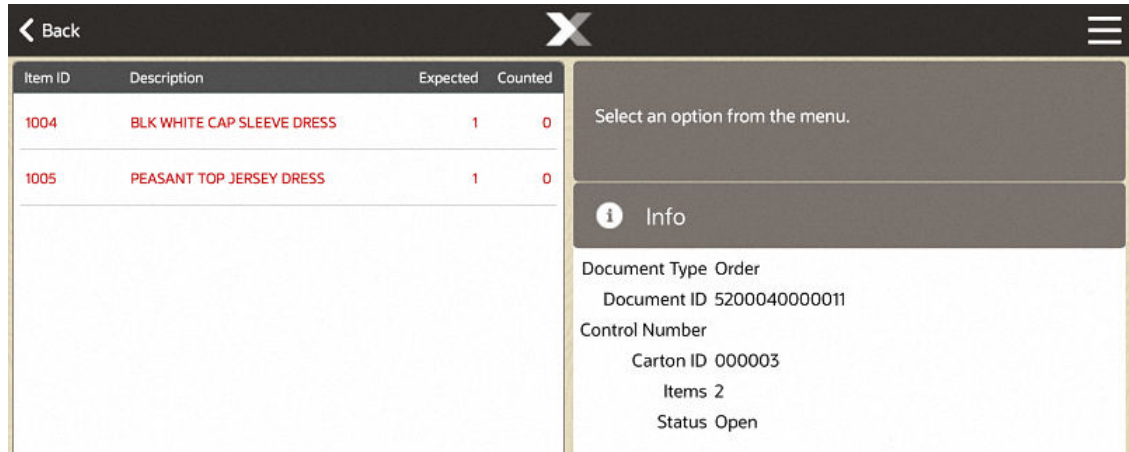 Back
Item ID Description Expected Counted
1004 BLK WHITE CAP SLEEVE DRESS 1 0
1005 PEASANT TOP JERSEY DRESS 1 0
Select an option from the menu.
Info
Document Type Order
Document ID 5200040000011
Control Number
Carton ID 000003
Items 2
Status Open